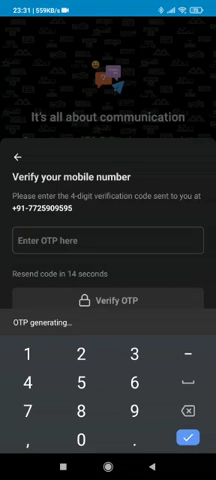 23:31 | 559KB/s
It's all about communication
Verify your mobile number
Please enter the 4-digit verification code sent to you at
+91-7725909595
Enter OTP here
Resend code in 14 seconds
Verify OTP
OTP generating...
1 2 3 -
4 5 6
7 8 9
, 0 .